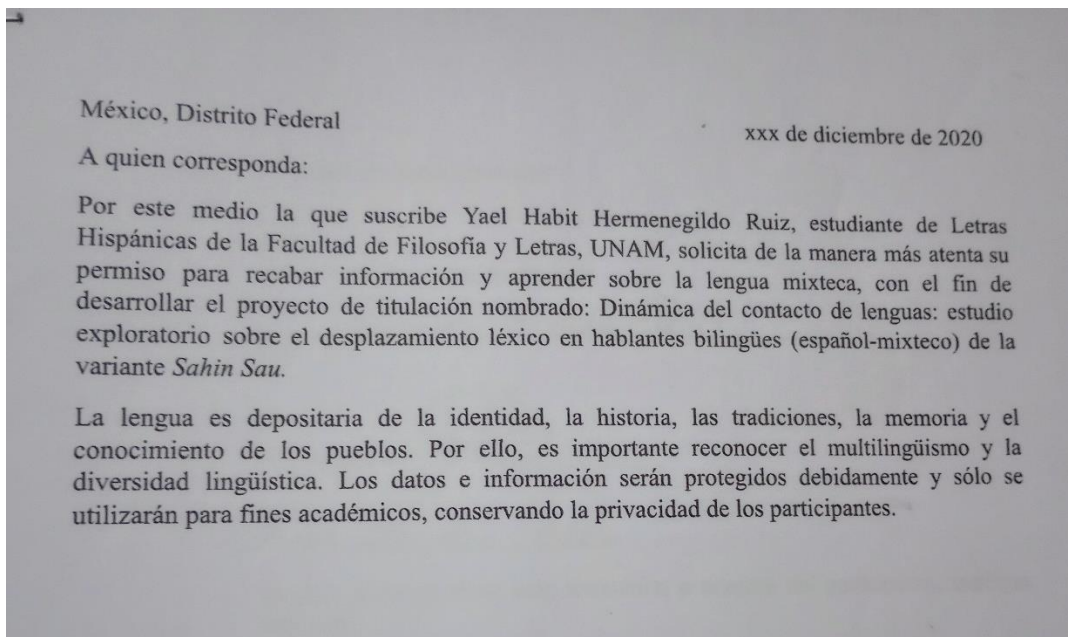 México, Distrito Federal
xxx de diciembre de 2020
A quien corresponda:
Por este medio la que suscribe Yael Habit Hermenegildo Ruiz, estudiante de Letras
Hispánicas de la Facultad de Filosofía y Letras, UNAM, solicita de la manera más atenta su
permiso para recabar información y aprender sobre la lengua mixteca, con el fin de
desarrollar el proyecto de titulación nombrado: Dinámica del contacto de lenguas: estudio
exploratorio sobre el desplazamiento léxico en hablantes bilingües (español-mixteco) de la
variante Sahin Sau.
La lengua es depositaria de la identidad, la historia, las tradiciones, la memoria y el
conocimiento de los pueblos. Por ello, es importante reconocer el multilingüismo y la
diversidad lingüística. Los datos e información serán protegidos debidamente y sólo se
utilizarán para fines académicos, conservando la privacidad de los participantes.